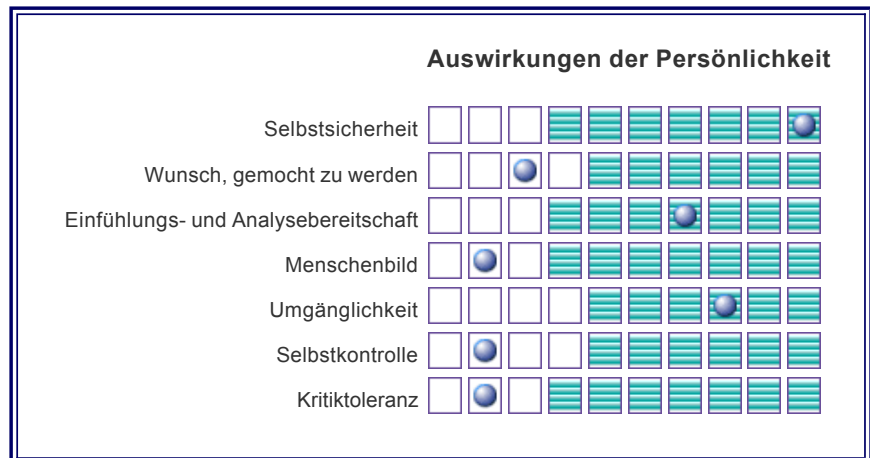 Auswirkungen der Persönlichkeit
Selbstsicherheit
Wunsch, gemocht zu werden
Einfühlungs- und Analysebereitschaft
Menschenbild
Umgänglichkeit
Selbstkontrolle
Kritiktoleranz